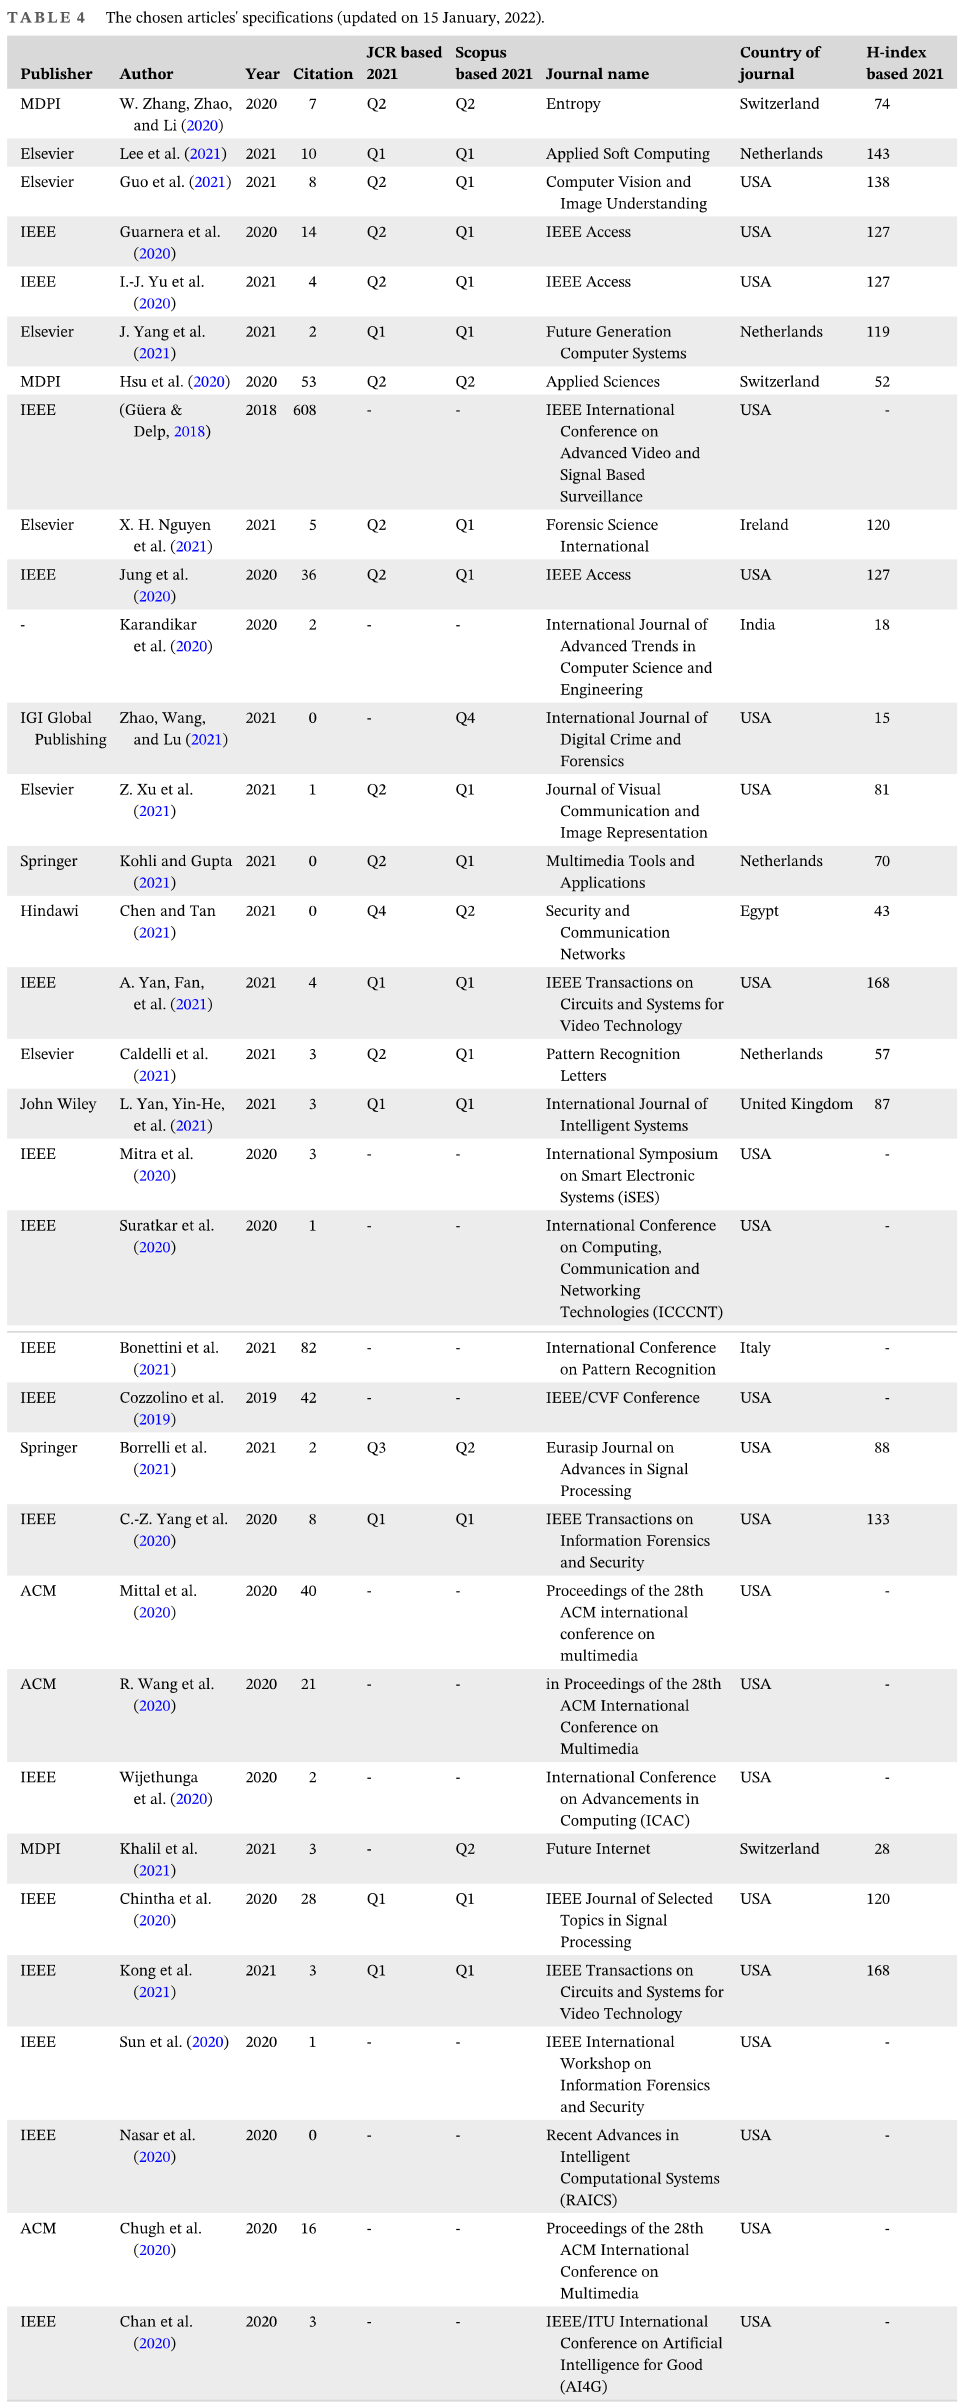 TABLE 4 The chosen articles' specifications (updated on 15 January, 2022).
Publisher Author Year Citation JCR based 2021 Scopus based 2021 Journal name Country of journal H-index based 2021
MDPI W. Zhang, Zhao, and Li (2020) 2020 7 Q2 Q2 Entropy Switzerland 74
Elsevier Lee et al. (2021) 2021 10 Q1 Q1 Applied Soft Computing Netherlands 143
Elsevier Guo et al. (2021) 2021 8 Q2 Q1 Computer Vision and Image Understanding USA 138
IEEE Guarnera et al. (2020) 2020 14 Q2 Q1 IEEE Access USA 127
IEEE I.-J. Yu et al. (2020) 2021 4 Q2 Q1 IEEE Access USA 127
Elsevier J. Yang et al. (2021) 2021 2 Q1 Q1 Future Generation Computer Systems Netherlands 119
MDPI Hsu et al. (2020) 2020 53 Q2 Q2 Applied Sciences Switzerland 52
IEEE (Güera & Delp, 2018) 2018 608 - - IEEE International Conference on Advanced Video and Signal Based Surveillance USA -
Elsevier X. H. Nguyen et al. (2021) 2021 5 Q2 Q1 Forensic Science International Ireland 120
IEEE Jung et al. (2020) 2020 36 Q2 Q1 IEEE Access USA 127
- Karandikar et al. (2020) 2020 2 - - International Journal of Advanced Trends in Computer Science and Engineering India 18
IGI Global Publishing Zhao, Wang, and Lu (2021) 2021 0 - Q4 International Journal of Digital Crime and Forensics USA 15
Elsevier Z. Xu et al. (2021) 2021 1 Q2 Q1 Journal of Visual Communication and Image Representation USA 81
Springer Kohli and Gupta (2021) 2021 0 Q2 Q1 Multimedia Tools and Applications Netherlands 70
Hindawi Chen and Tan (2021) 2021 0 Q4 Q2 Security and Communication Networks Egypt 43
IEEE A. Yan, Fan, et al. (2021) 2021 4 Q1 Q1 IEEE Transactions on Circuits and Systems for Video Technology USA 168
Elsevier Caldelli et al. (2021) 2021 3 Q2 Q1 Pattern Recognition Letters Netherlands 57
John Wiley L. Yan, Yin-He, et al. (2021) 2021 3 Q1 Q1 International Journal of Intelligent Systems United Kingdom 87
IEEE Mitra et al. (2020) 2020 3 - - International Symposium on Smart Electronic Systems (iSES) USA -
IEEE Suratkar et al. (2020) 2020 1 - - International Conference on Computing, Communication and Networking Technologies (ICCCNT) USA -
IEEE Bonettini et al. (2021) 2021 82 - - International Conference on Pattern Recognition Italy -
IEEE Cozzolino et al. (2019) 2019 42 - - IEEE/CVF Conference USA -
Springer Borrelli et al. (2021) 2021 2 Q3 Q2 Eurasip Journal on Advances in Signal Processing USA 88
IEEE C.-Z. Yang et al. (2020) 2020 8 Q1 Q1 IEEE Transactions on Information Forensics and Security USA 133
ACM Mittal et al. (2020) 2020 40 - - Proceedings of the 28th ACM international conference on multimedia USA -
ACM R. Wang et al. (2020) 2020 21 - - in Proceedings of the 28th ACM International Conference on Multimedia USA -
IEEE Wijethunga et al. (2020) 2020 2 - - International Conference on Advancements in Computing (ICAC) USA -
MDPI Khalil et al. (2021) 2021 3 - Q2 Future Internet Switzerland 28
IEEE Chintha et al. (2020) 2020 28 Q1 Q1 IEEE Journal of Selected Topics in Signal Processing USA 120
IEEE Kong et al. (2021) 2021 3 Q1 Q1 IEEE Transactions on Circuits and Systems for Video Technology USA 168
IEEE Sun et al. (2020) 2020 1 - - IEEE International Workshop on Information Forensics and Security USA -
IEEE Nasar et al. (2020) 2020 0 - - Recent Advances in Intelligent Computational Systems (RAICS) USA -
ACM Chugh et al. (2020) 2020 16 - - Proceedings of the 28th ACM International Conference on Multimedia USA -
IEEE Chan et al. (2020) 2020 3 - - IEEE/ITU International Conference on Artificial Intelligence for Good (AI4G) USA -